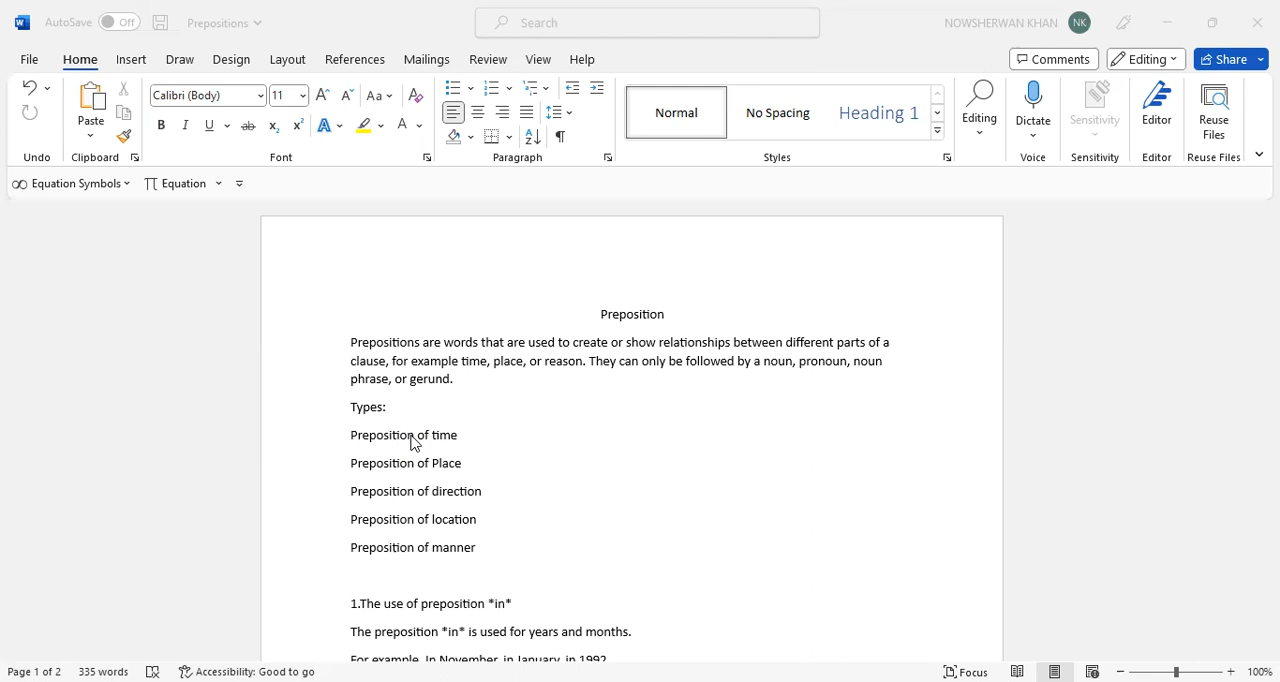 AutoSave Off Prepositions Search NOWSHERWAN KHAN NK
File Home Insert Draw Design Layout References Mailings Review View Help Comments Editing Share
Calibri (Body) 11 Aa
Paste Normal No Spacing Heading 1 Editing Dictate Sensitivity Editor Reuse Files
B I U ab x₂ x² A A
Undo Clipboard Font Paragraph Styles Voice Sensitivity Editor Reuse Files
Equation Symbols Equation
Preposition
Prepositions are words that are used to create or show relationships between different parts of a
clause, for example time, place, or reason. They can only be followed by a noun, pronoun, noun
phrase, or gerund.
Types:
Preposition of time
Preposition of Place
Preposition of direction
Preposition of location
Preposition of manner
1.The use of preposition *in*
The preposition *in* is used for years and months.
For example. In November, in January, in 1992
Page 1 of 2 335 words Accessibility: Good to go Focus 100%